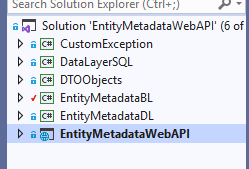 Search Solution Explorer (Ctrl+;)
Solution 'EntityMetadataWebAPI' (6 of
C# CustomException
C# DataLayerSQL
C# DTOObjects
C# EntityMetadataBL
C# EntityMetadataDL
EntityMetadataWebAPI